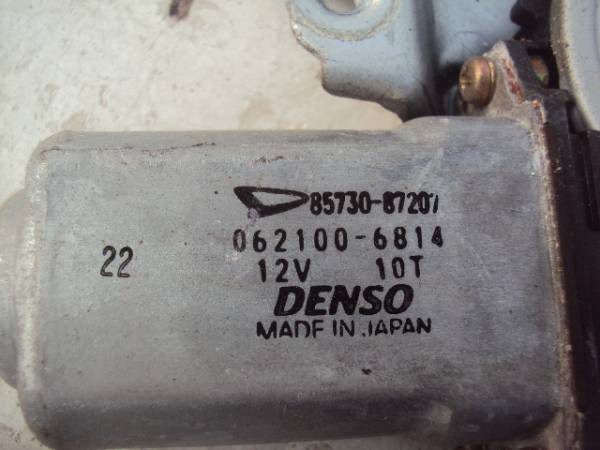 85730-87207
062100-6814
22
12V 10T
DENSO
MADE IN JAPAN